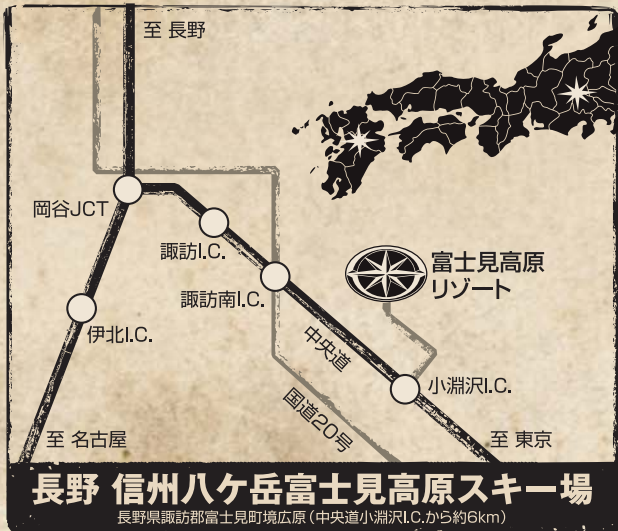 至 長野
岡谷JCT
諏訪I.C.
諏訪南I.C.
富士見高原
リゾート
伊北I.C.
中央道
小淵沢I.C.
国道20号
至 名古屋
至 東京
長野 信州八ケ岳富士見高原スキー場
長野県諏訪郡富士見町境広原（中央道小淵沢I.C.から約6km）